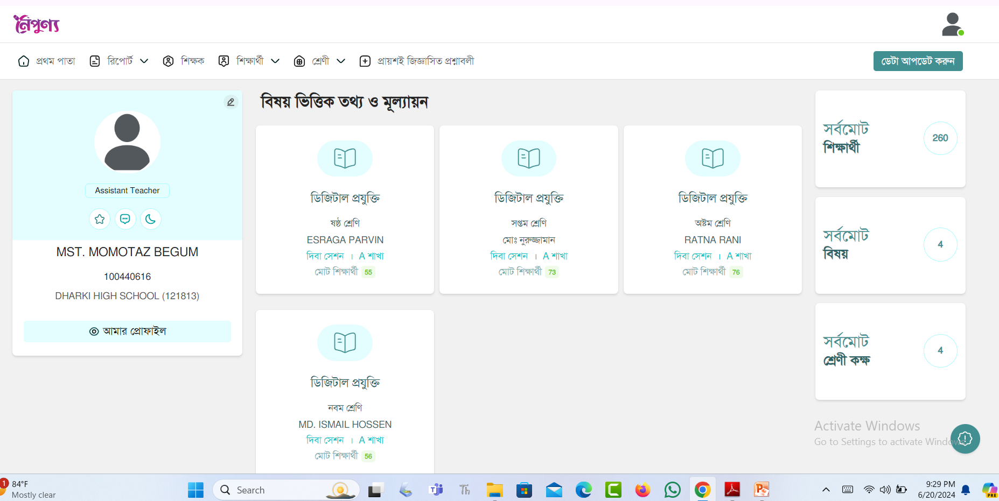 নৈপুণ্য
প্রথম পাতা রিপোর্ট শিক্ষক শিক্ষার্থী শ্রেণী প্রায়শই জিজ্ঞাসিত প্রশ্নাবলী ডেটা আপডেট করুন
Assistant Teacher
MST. MOMOTAZ BEGUM
100440616
DHARKI HIGH SCHOOL (121813)
আমার প্রোফাইল
বিষয় ভিত্তিক তথ্য ও মূল্যায়ন
ডিজিটাল প্রযুক্তি
ষষ্ঠ শ্রেণি
ESRAGA PARVIN
দিবা সেশন । A শাখা
মোট শিক্ষার্থী 55
ডিজিটাল প্রযুক্তি
সপ্তম শ্রেণি
মোঃ নুরুজ্জামান
দিবা সেশন । A শাখা
মোট শিক্ষার্থী 73
ডিজিটাল প্রযুক্তি
অষ্টম শ্রেণি
RATNA RANI
দিবা সেশন । A শাখা
মোট শিক্ষার্থী 76
ডিজিটাল প্রযুক্তি
নবম শ্রেণি
MD. ISMAIL HOSSEN
দিবা সেশন । A শাখা
মোট শিক্ষার্থী 56
সর্বমোট
শিক্ষার্থী
260
সর্বমোট
বিষয়
4
সর্বমোট
শ্রেণী কক্ষ
4
Activate Windows
Go to Settings to activate Windows
1
84°F
Mostly clear
Search
9:29 PM
6/20/2024
PRE